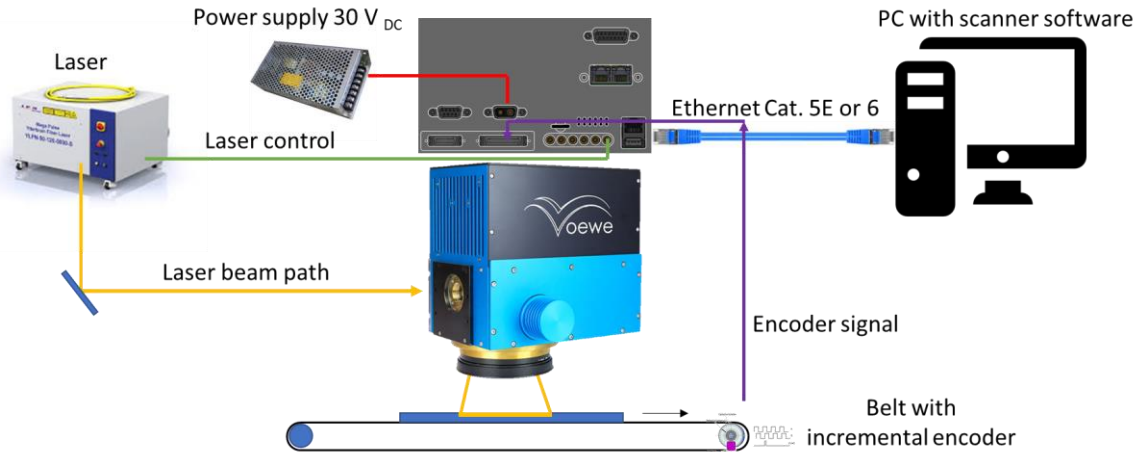 Power supply 30 V DC
PC with scanner software
Laser
Ethernet Cat. 5E or 6
Laser control
Voewe
Laser beam path
Encoder signal
Belt with
incremental encoder